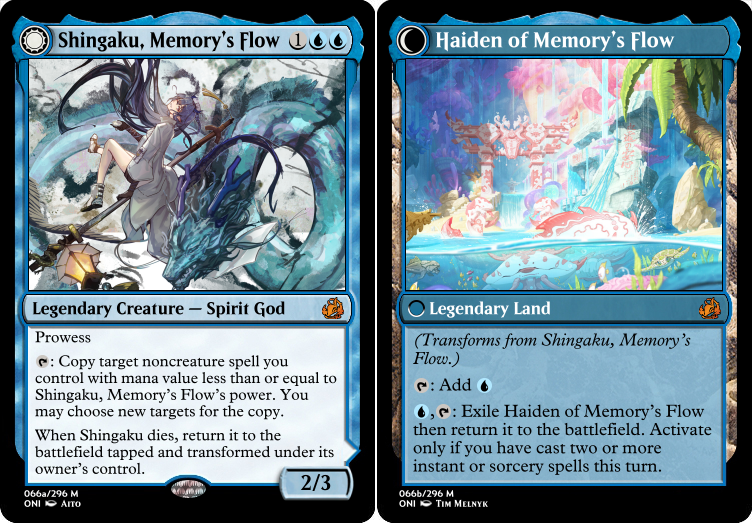 Shingaku, Memory's Flow 1
Legendary Creature — Spirit God
Prowess
: Copy target noncreature spell you
control with mana value less than or equal to
Shingaku, Memory's Flow's power. You
may choose new targets for the copy.
When Shingaku dies, return it to the
battlefield tapped and transformed under its
owner's control.
2/3
066a/296 M
ONI Aito
Haiden of Memory's Flow
Legendary Land
(Transforms from Shingaku, Memory's
Flow.)
: Add
, : Exile Haiden of Memory's Flow
then return it to the battlefield. Activate
only if you have cast two or more
instant or sorcery spells this turn.
066b/296 M
ONI Tim Melnyk